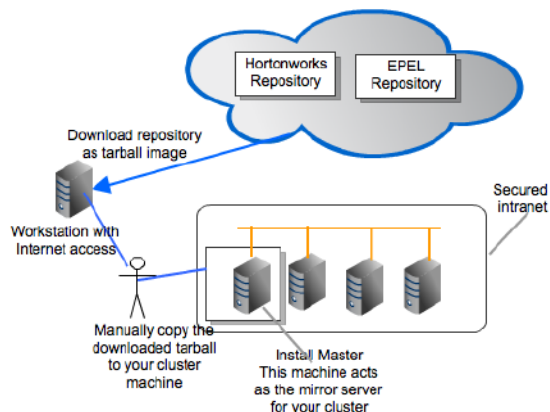 Hortonworks
Repository
EPEL
Repository
Download repository
as tarball image
Secured
intranet
Workstation with
Internet access
Manually copy the
downloaded tarball
to your cluster
machine
Install Master
This machine acts
as the mirror server
for your cluster